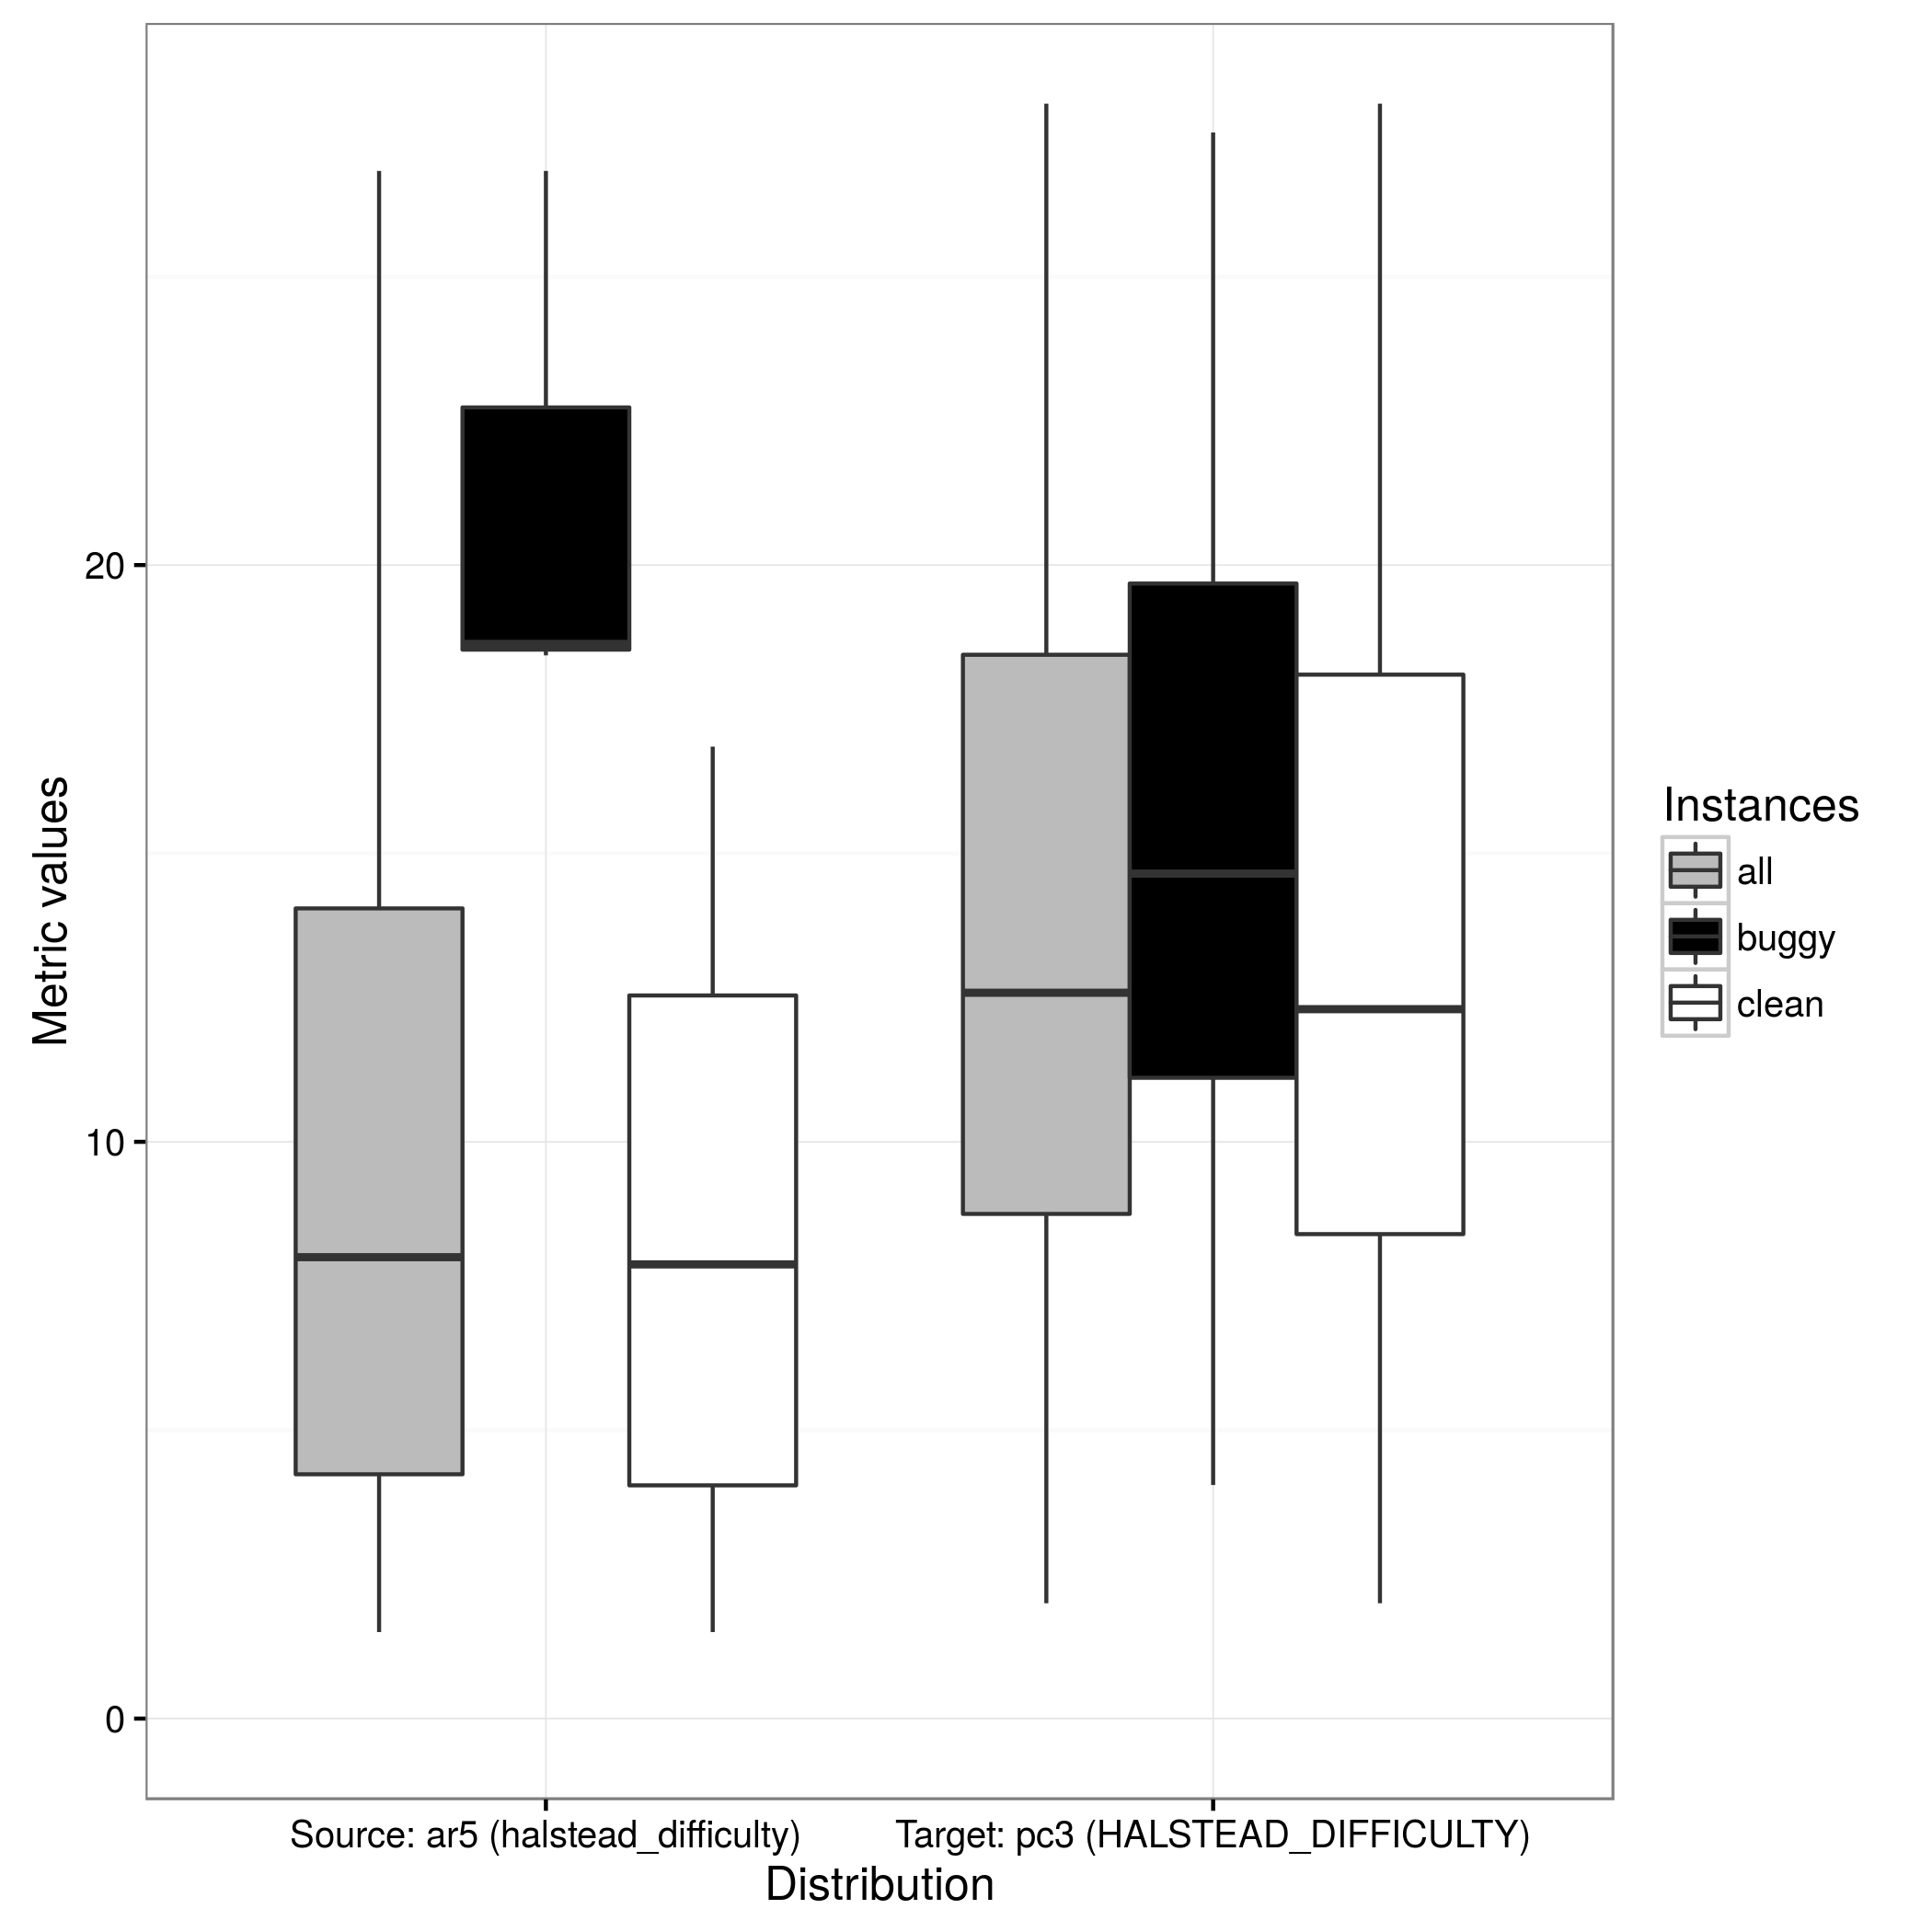 Metric values
20
10
0
Source: ar5 (halstead_difficulty)
Target: pc3 (HALSTEAD_DIFFICULTY)
Distribution
Instances
all
buggy
clean